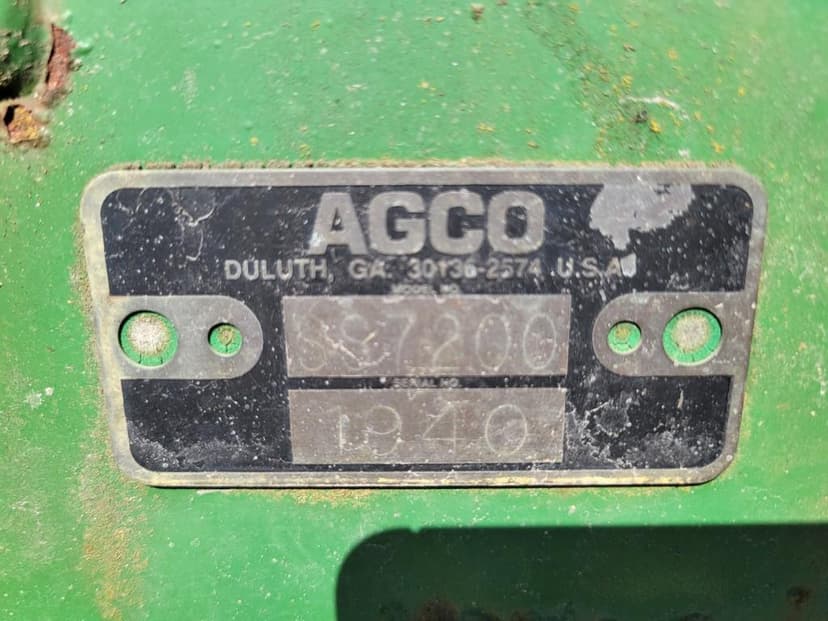 AGCO
DULUTH, GA. 30136-2574 U.S.A.
MODEL NO.
SS7200
SERIAL NO.
1940